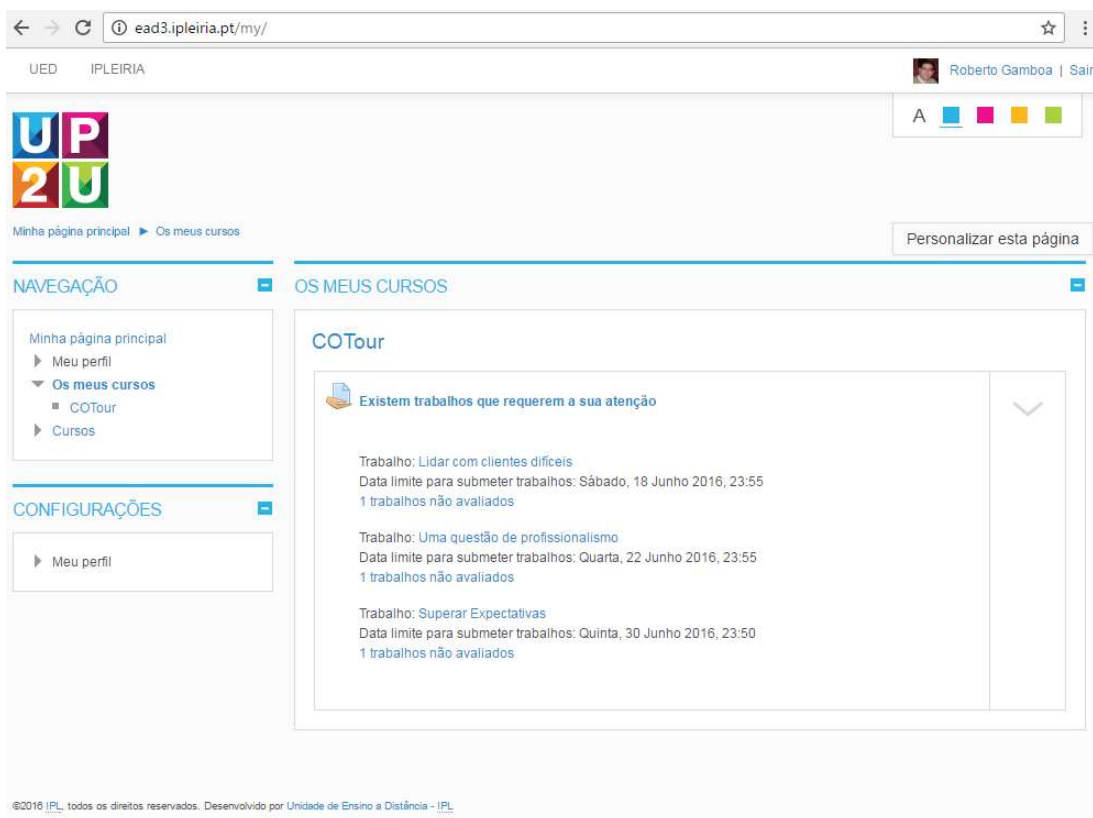 ead3.ipleiria.pt/my/
UED IPLEIRIA
Roberto Gamboa | Sair
A
UP
2U
Minha página principal ► Os meus cursos
Personalizar esta página
NAVEGAÇÃO
Minha página principal
Meu perfil
Os meus cursos
COTour
Cursos
CONFIGURAÇÕES
Meu perfil
OS MEUS CURSOS
COTour
Existem trabalhos que requerem a sua atenção
Trabalho: Lidar com clientes difíceis
Data limite para submeter trabalhos: Sábado, 18 Junho 2016, 23:55
1 trabalhos não avaliados
Trabalho: Uma questão de profissionalismo
Data limite para submeter trabalhos: Quarta, 22 Junho 2016, 23:55
1 trabalhos não avaliados
Trabalho: Superar Expectativas
Data limite para submeter trabalhos: Quinta, 30 Junho 2016, 23:50
1 trabalhos não avaliados
©2016 IPL, todos os direitos reservados. Desenvolvido por Unidade de Ensino a Distância - IPL